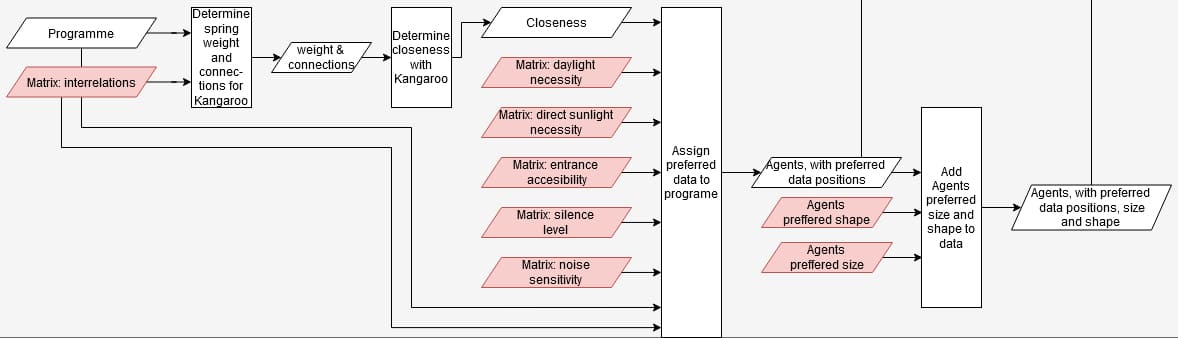 Programme
Matrix: interrelations
Determine
spring
weight
and
connec-
tions for
Kangaroo
weight &
connections
Determine
closeness
with
Kangaroo
Closeness
Matrix: daylight
necessity
Matrix: direct sunlight
necessity
Matrix: entrance
accesibility
Matrix: silence
level
Matrix: noise
sensitivity
Assign
preferred
data to
programe
Agents, with preferred
data positions
Agents
preffered shape
Agents
preffered size
Add
Agents
preferred
size and
shape to
data
Agents, with preferred
data positions, size
and shape